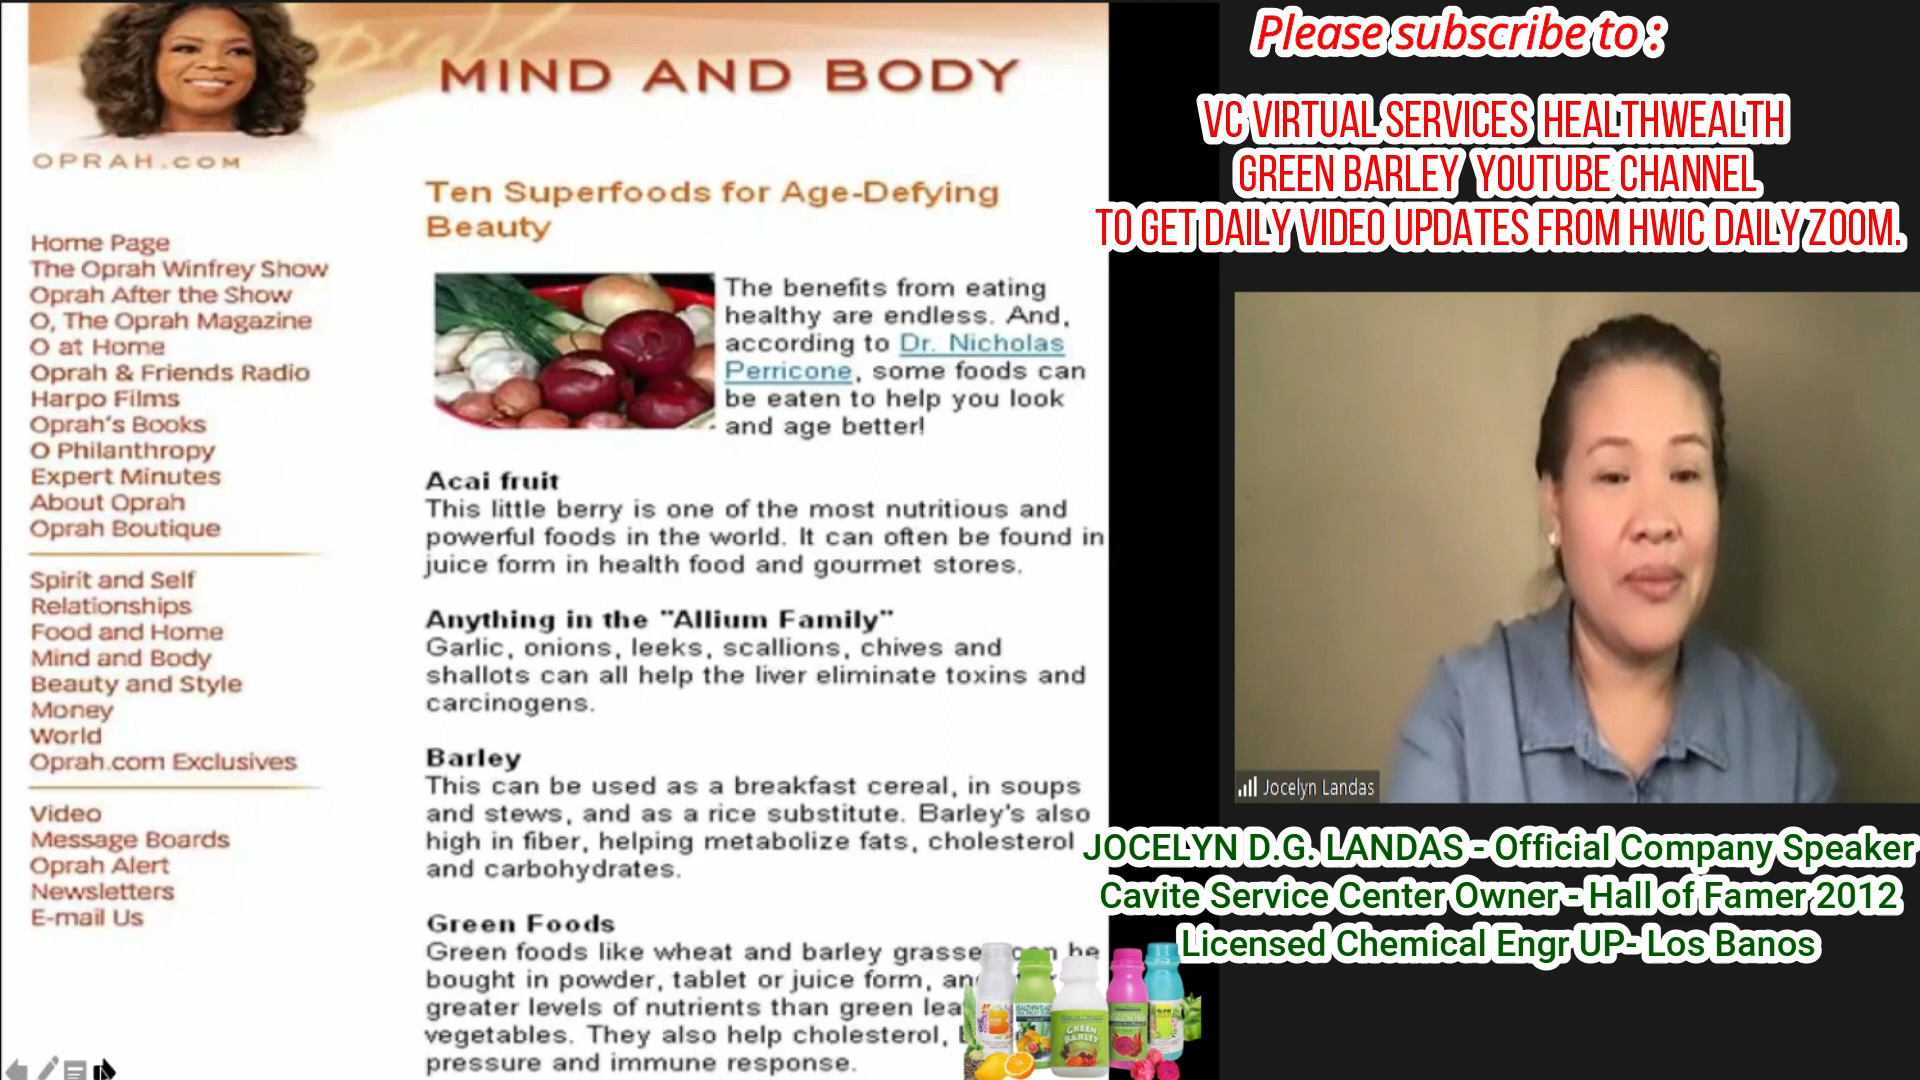 OPRAH.COM
MIND AND BODY
Home Page
The Oprah Winfrey Show
Oprah After the Show
O, The Oprah Magazine
O at Home
Oprah & Friends Radio
Harpo Films
Oprah's Books
O Philanthropy
Expert Minutes
About Oprah
Oprah Boutique
Spirit and Self
Relationships
Food and Home
Mind and Body
Beauty and Style
Money
World
Oprah.com Exclusives
Video
Message Boards
Oprah Alert
Newsletters
E-mail Us
Ten Superfoods for Age-Defying
Beauty
The benefits from eating
healthy are endless. And,
according to Dr. Nicholas
Perricone, some foods can
be eaten to help you look
and age better!
Acai fruit
This little berry is one of the most nutritious and
powerful foods in the world. It can often be found in
juice form in health food and gourmet stores.
Anything in the "Allium Family"
Garlic, onions, leeks, scallions, chives and
shallots can all help the liver eliminate toxins and
carcinogens.
Barley
This can be used as a breakfast cereal, in soups
and stews, and as a rice substitute. Barley's also
high in fiber, helping metabolize fats, cholesterol
and carbohydrates.
Green Foods
Green foods like wheat and barley can be
bought in powder, tablet or juice form,
greater levels of nutrients than green
vegetables. They also help cholesterol,
pressure and immune response.
GREEN
BARLEY
Please subscribe to :
VC VIRTUAL SERVICES HEALTHWEALTH
GREEN BARLEY YOUTUBE CHANNEL
TO GET DAILY VIDEO UPDATES FROM HWIC DAILY ZOOM.
Jocelyn Landas
JOCELYN D.G. LANDAS - Official Company Speaker
Cavite Service Center Owner - Hall of Famer 2012
Licensed Chemical Engr UP- Los Banos